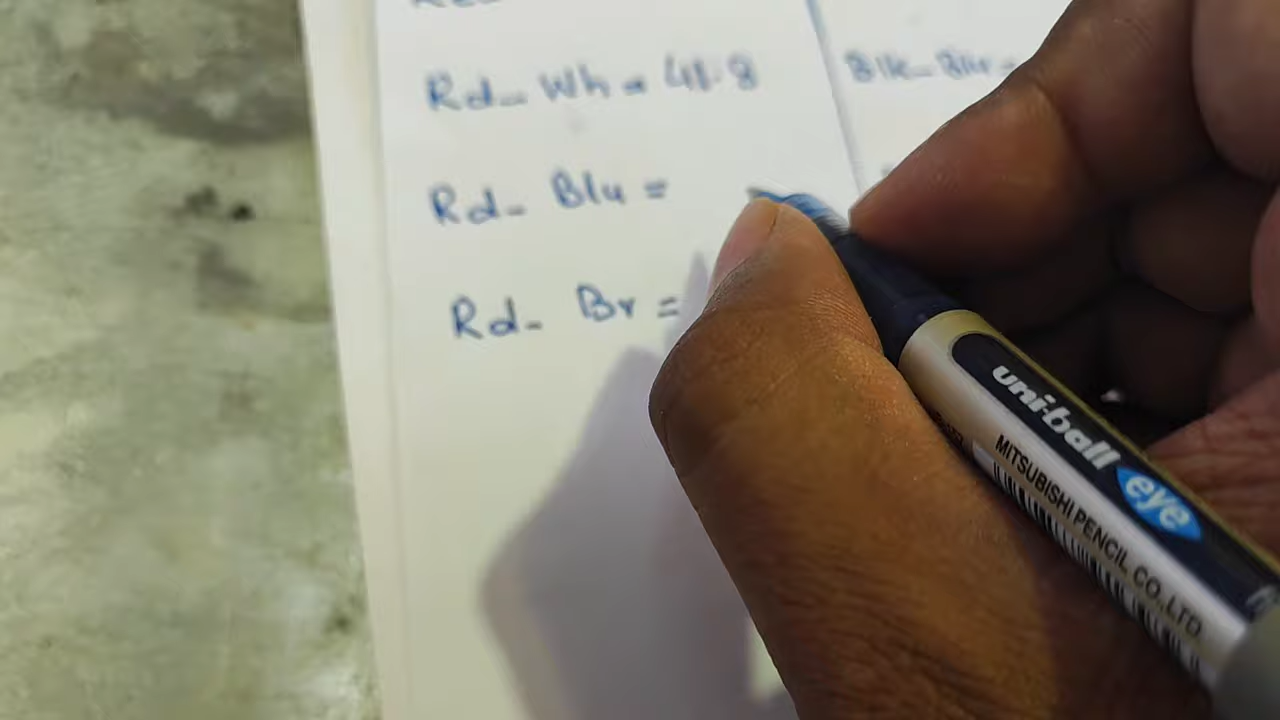 Rd- Wh = 41.8
Rd- Blu =
Rd- Br =
Blk- Blu -
uni-ball
eye
MITSUBISHI PENCIL CO.,LTD.